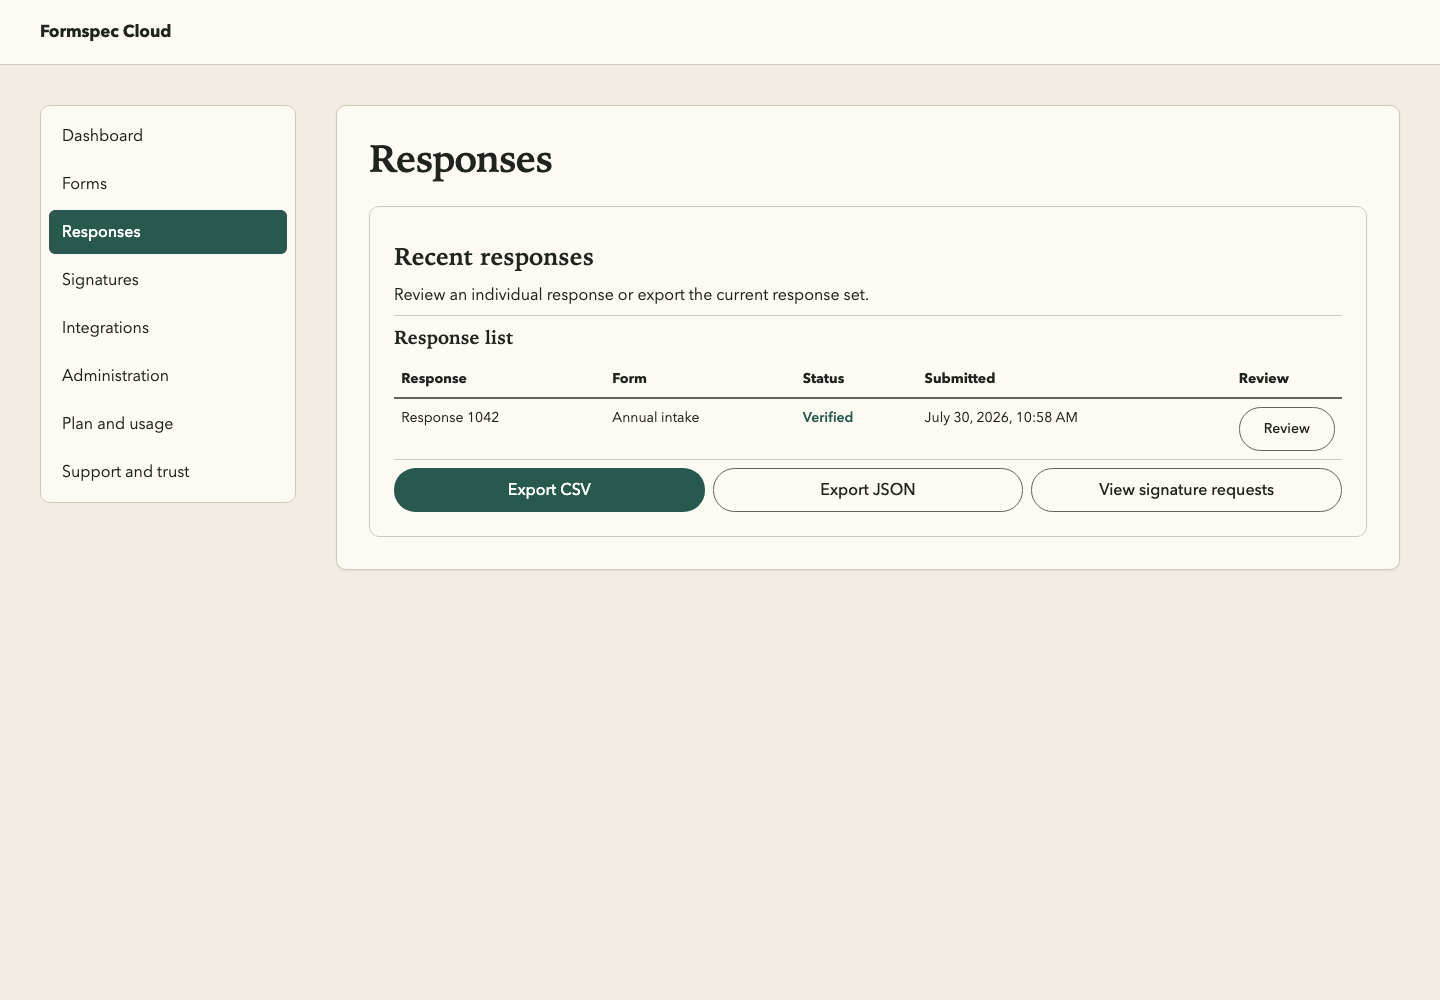 Formspec Cloud
Dashboard
Forms
Responses
Signatures
Integrations
Administration
Plan and usage
Support and trust
Responses
Recent responses
Review an individual response or export the current response set.
Response list
Response Form Status Submitted Review
Response 1042 Annual intake Verified July 30, 2026, 10:58 AM Review
Export CSV Export JSON View signature requests